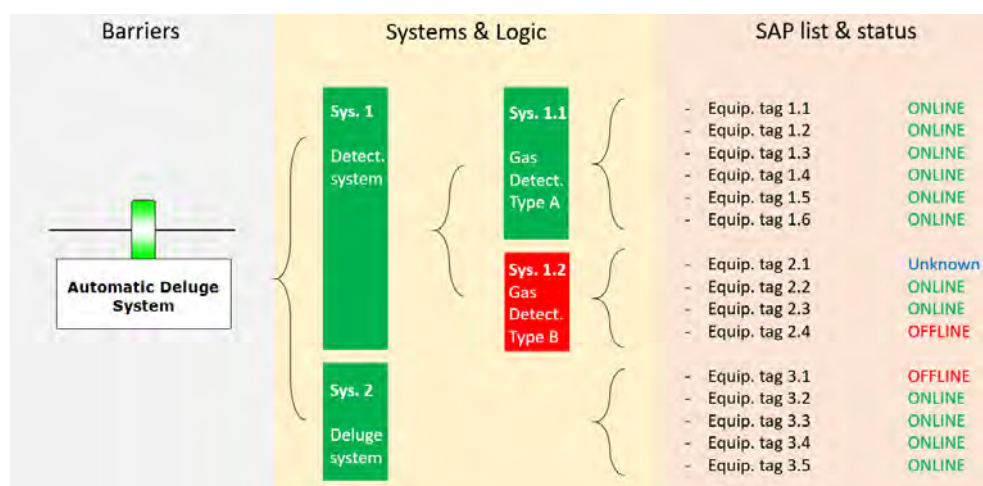 Barriers
Systems & Logic
SAP list & status
Automatic Deluge
System
Sys. 1
Detect.
system
Sys. 2
Deluge
system
Sys. 1.1
Gas
Detect.
Type A
Sys. 1.2
Gas
Detect.
Type B
- Equip. tag 1.1 ONLINE
- Equip. tag 1.2 ONLINE
- Equip. tag 1.3 ONLINE
- Equip. tag 1.4 ONLINE
- Equip. tag 1.5 ONLINE
- Equip. tag 1.6 ONLINE
- Equip. tag 2.1 Unknown
- Equip. tag 2.2 ONLINE
- Equip. tag 2.3 ONLINE
- Equip. tag 2.4 OFFLINE
- Equip. tag 3.1 OFFLINE
- Equip. tag 3.2 ONLINE
- Equip. tag 3.3 ONLINE
- Equip. tag 3.4 ONLINE
- Equip. tag 3.5 ONLINE